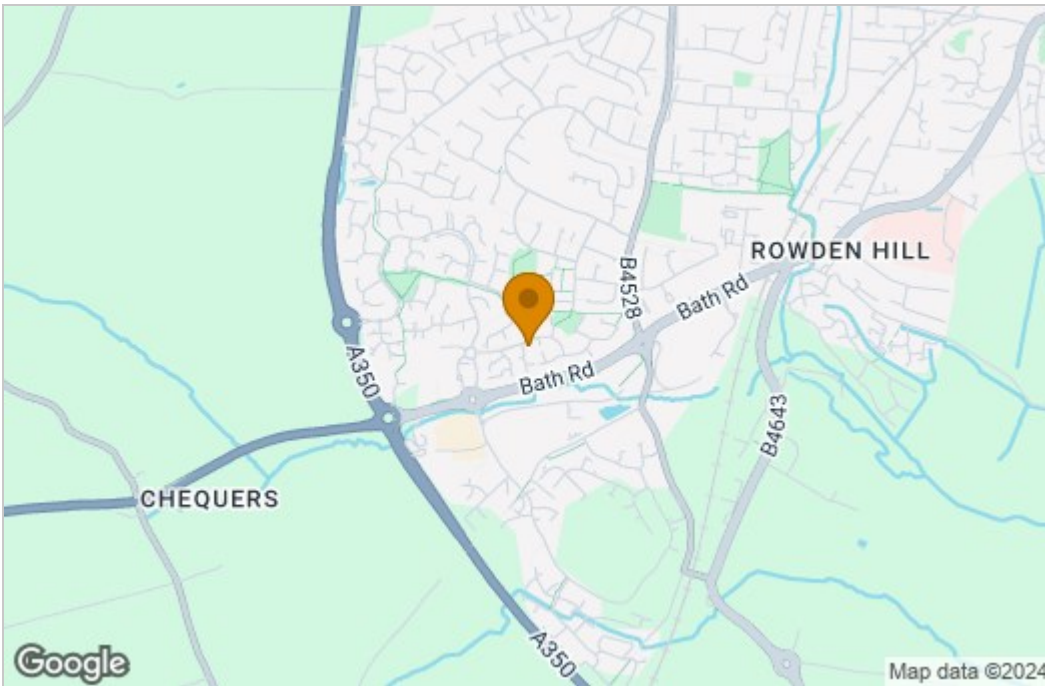 ROWDEN HILL
B4528
Bath Rd
A350
Bath Rd
B4643
CHEQUERS
A350
Google
Map data ©2024